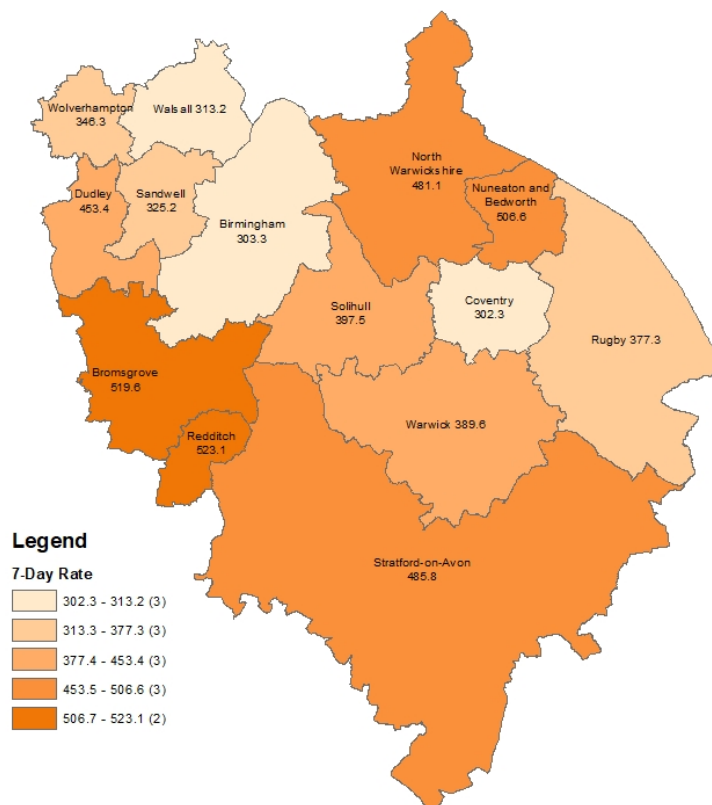 Wolverhampton
346.3
Walsall 313.2
Dudley
453.4
Sandwell
325.2
Birmingham
303.3
North
Warwickshire
481.1
Nuneaton and
Bedworth
506.6
Solihull
397.5
Coventry
302.3
Rugby 377.3
Bromsgrove
519.6
Redditch
523.1
Warwick 389.6
Stratford-on-Avon
485.8
Legend
7-Day Rate
302.3 - 313.2 (3)
313.3 - 377.3 (3)
377.4 - 453.4 (3)
453.5 - 506.6 (3)
506.7 - 523.1 (2)